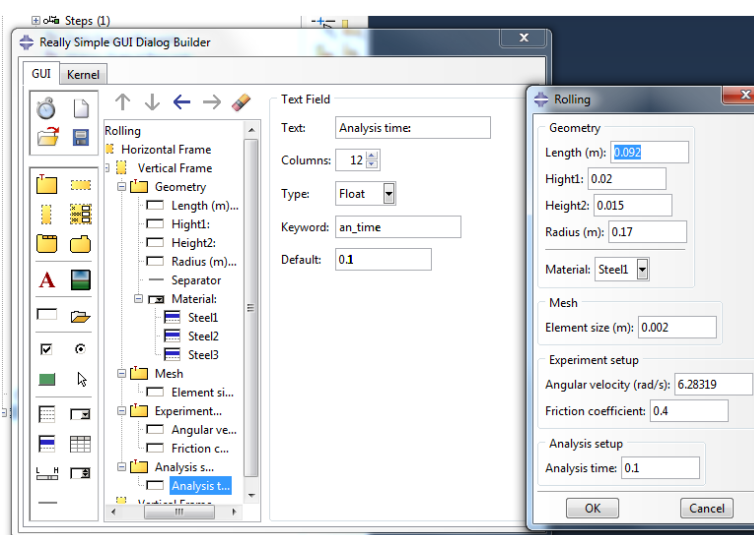 Steps (1)
Really Simple GUI Dialog Builder
x
GUI
Kernel
Rolling
Horizontal Frame
Vertical Frame
Geometry
Length (m)...
Hight1:
Height2:
Radius (m)...
Separator
Material:
Steel1
Steel2
Steel3
Mesh
Element si...
Experiment...
Angular ve...
Friction c...
Analysis s...
Analysis t...
Vertical Frame
A
L H
Text Field
Text: Analysis time:
Columns: 12
Type: Float
Keyword: an_time
Default: 0.1
Rolling
Geometry
Length (m): 0.092
Hight1: 0.02
Height2: 0.015
Radius (m): 0.17
Material: Steel1
Mesh
Element size (m): 0.002
Experiment setup
Angular velocity (rad/s): 6.28319
Friction coefficient: 0.4
Analysis setup
Analysis time: 0.1
OK
Cancel